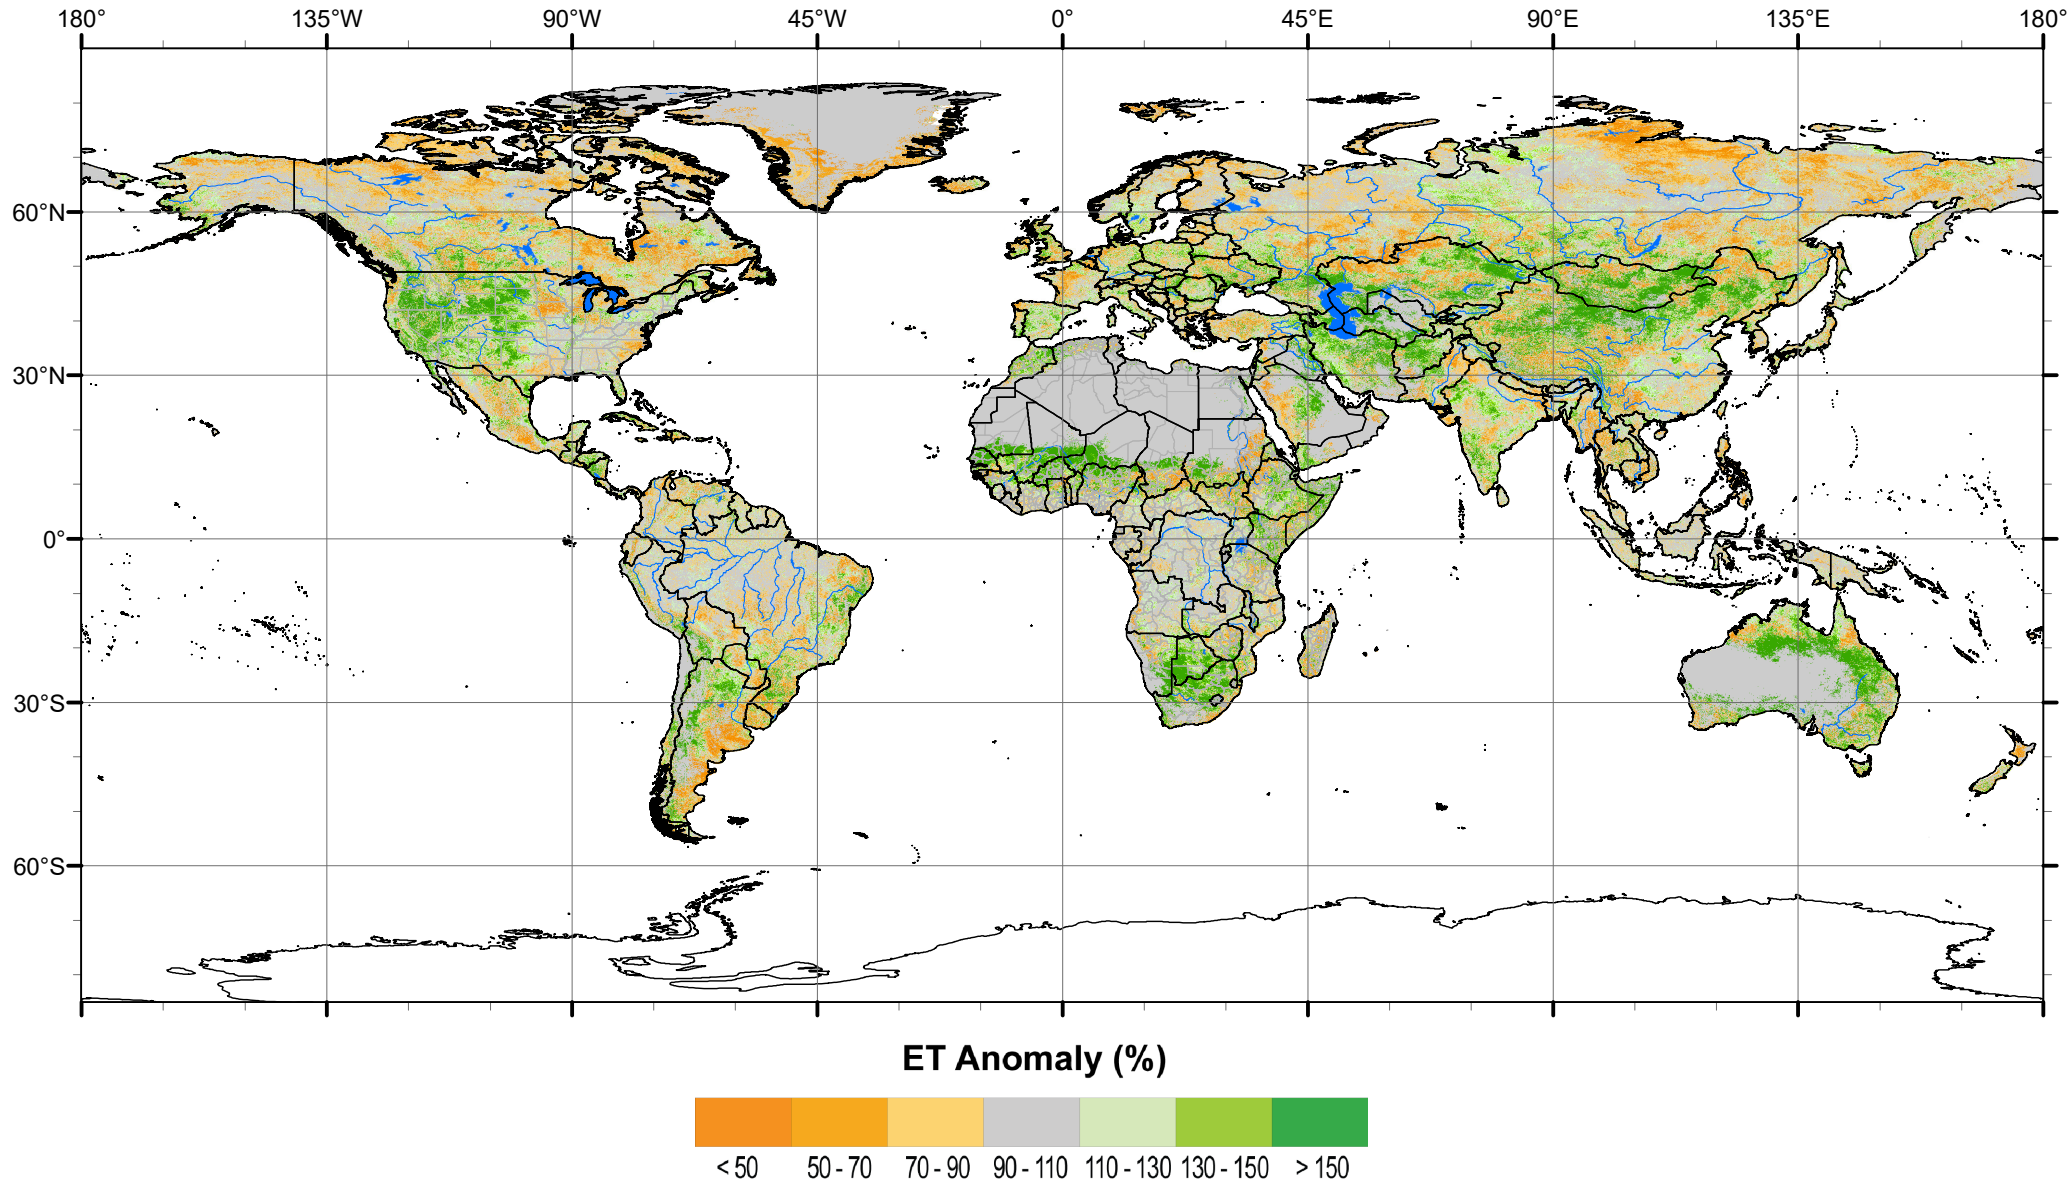 180° 135°W 90°W 45°W 0° 45°E 90°E 135°E 180°
60°N
30°N
0°
30°S
60°S
ET Anomaly (%)
< 50 50 - 70 70 - 90 90 - 110 110 - 130 130 - 150 > 150